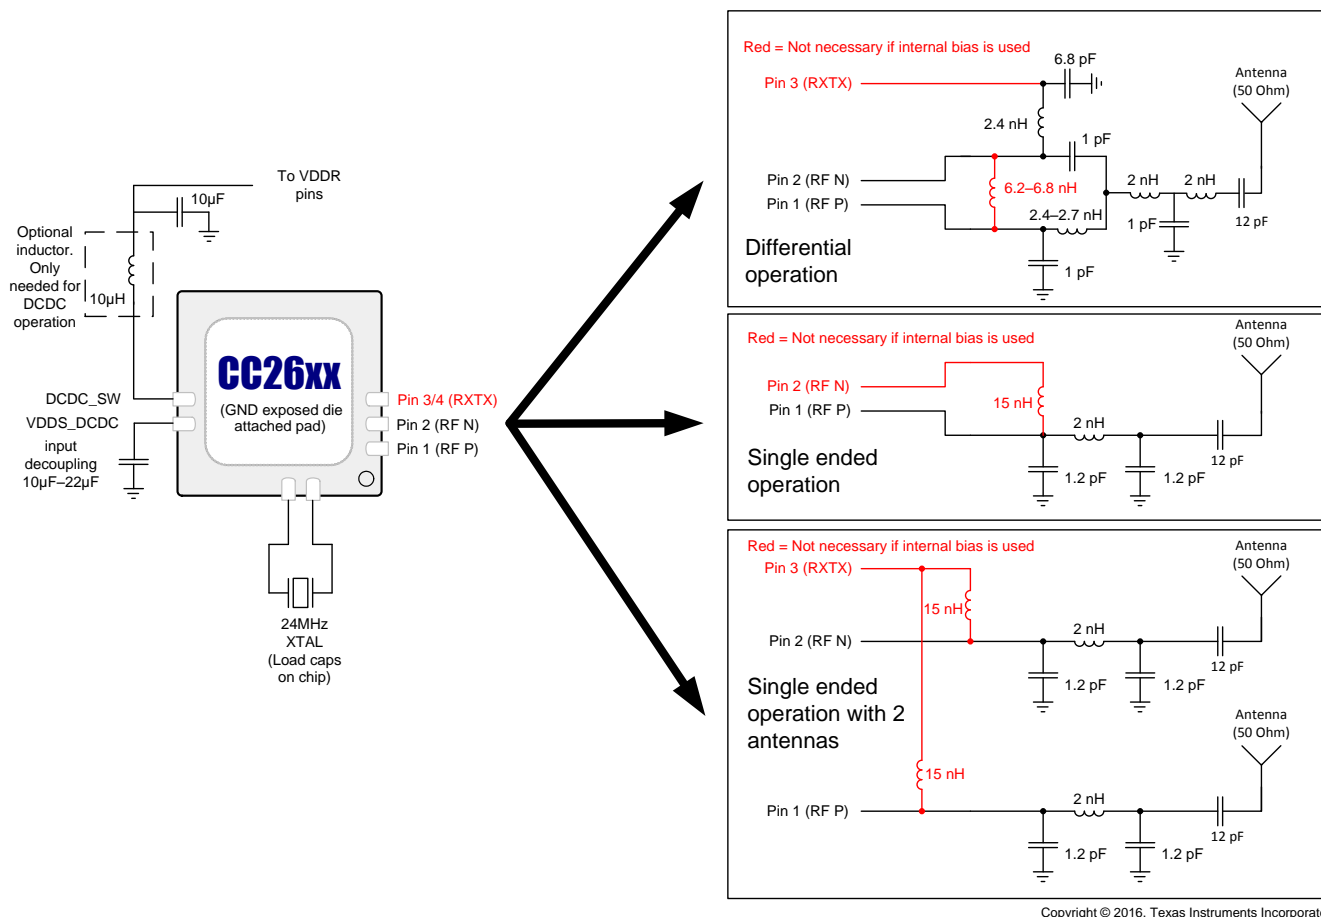 To VDDR
pins
10µF
Optional
inductor.
Only
needed for
DCDC
operation
10µH
CC26xx
(GND exposed die
attached pad)
DCDC_SW
VDDS_DCDC
input
decoupling
10µF–22µF
Pin 3/4 (RXTX)
Pin 2 (RF N)
Pin 1 (RF P)
24MHz
XTAL
(Load caps
on chip)
Red = Not necessary if internal bias is used
Pin 3 (RXTX)
6.8 pF
Antenna
(50 Ohm)
2.4 nH
1 pF
Pin 2 (RF N)
6.2–6.8 nH
2 nH
2 nH
Pin 1 (RF P)
2.4–2.7 nH
1 pF
12 pF
Differential
operation
1 pF
Red = Not necessary if internal bias is used
Antenna
(50 Ohm)
Pin 2 (RF N)
15 nH
Pin 1 (RF P)
2 nH
12 pF
Single ended
operation
1.2 pF
1.2 pF
Red = Not necessary if internal bias is used
Pin 3 (RXTX)
Antenna
(50 Ohm)
15 nH
Pin 2 (RF N)
2 nH
12 pF
1.2 pF
1.2 pF
Single ended
operation with 2
antennas
Antenna
(50 Ohm)
15 nH
Pin 1 (RF P)
2 nH
12 pF
1.2 pF
1.2 pF
Copyright © 2016, Texas Instruments Incorporate